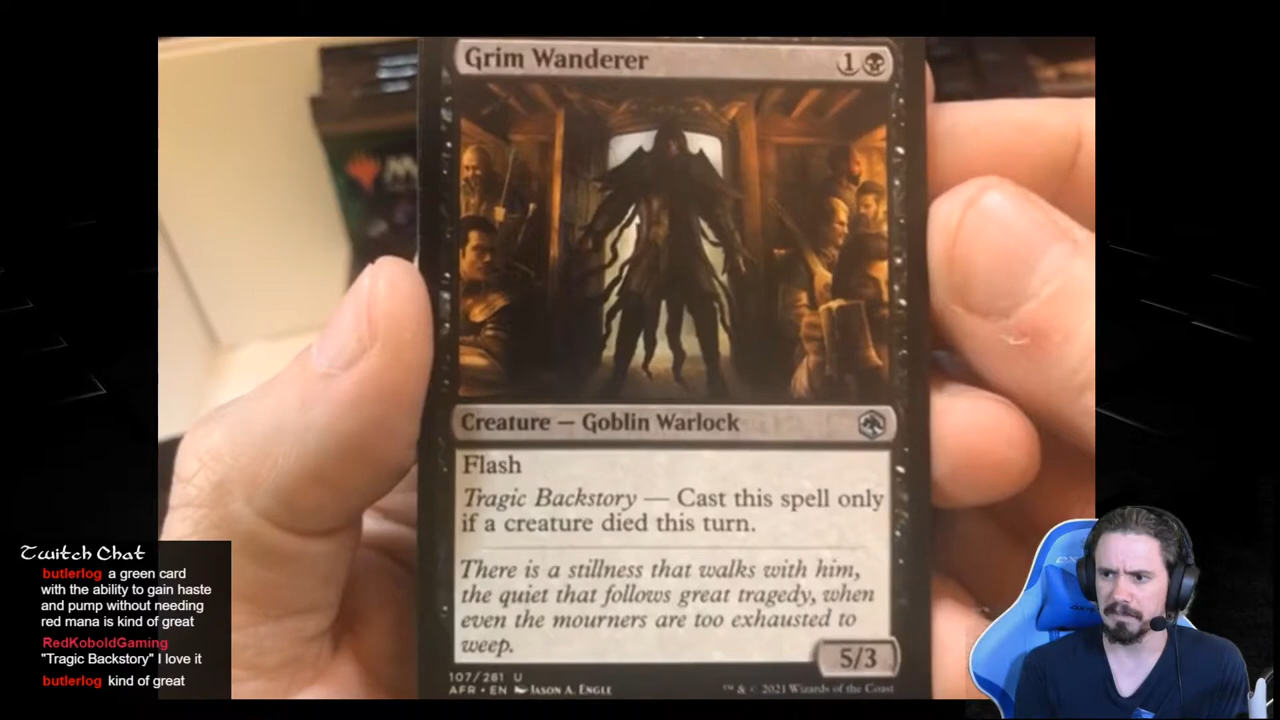 Grim Wanderer 1
Creature — Goblin Warlock
Flash
Tragic Backstory — Cast this spell only
if a creature died this turn.
There is a stillness that walks with him,
the quiet that follows great tragedy, when
even the mourners are too exhausted to
weep.
5/3
107/281 U
AFR • EN Jason A. Engle
™ & © 2021 Wizards of the Coast
Twitch Chat
butlerlog a green card
with the ability to gain haste
and pump without needing
red mana is kind of great
RedKoboldGaming
"Tragic Backstory" I love it
butlerlog kind of great